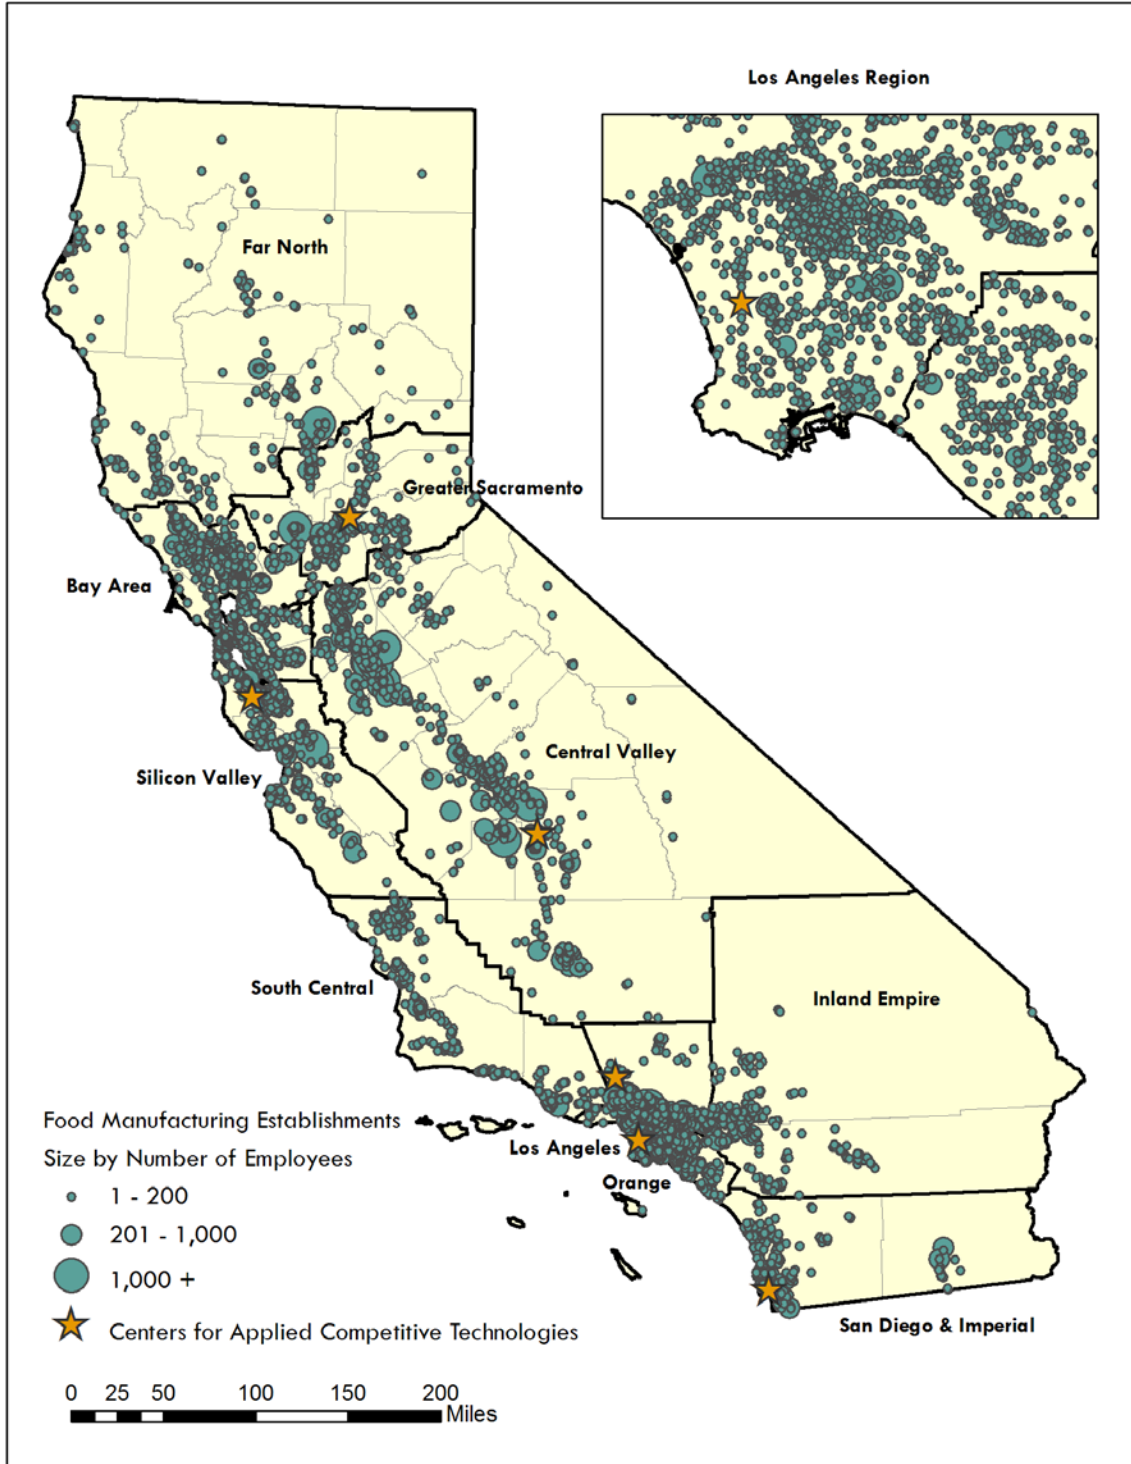 Los Angeles Region
Far North
Greater Sacramento
Bay Area
Central Valley
Silicon Valley
South Central
Inland Empire
Food Manufacturing Establishments
Size by Number of Employees
1 - 200
201 - 1,000
1,000 +
Centers for Applied Competitive Technologies
Los Angeles
Orange
San Diego & Imperial
0 25 50 100 150 200
Miles